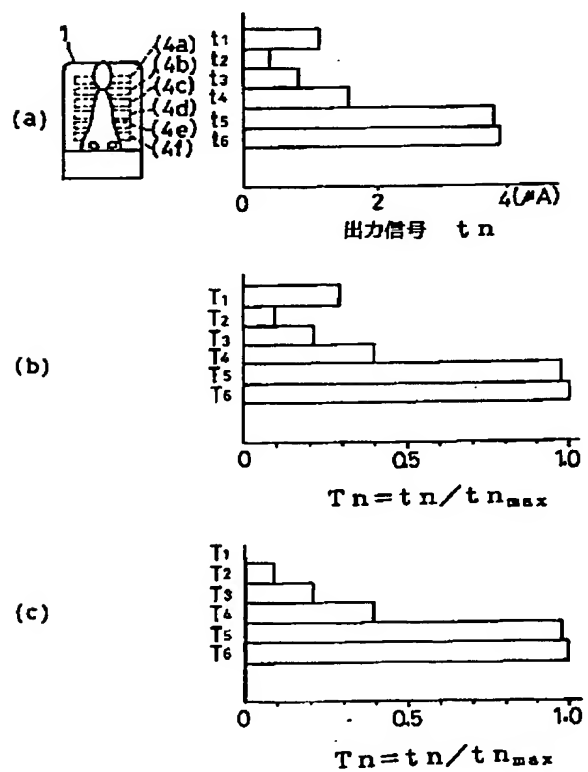 1
(4a)
(4b)
(4c)
(4d)
(4e)
(4f)
(a)
t1
t2
t3
t4
t5
t6
0 2 4(μA)
出力信号 tn
(b)
T1
T2
T3
T4
T5
T6
0 0.5 1.0
Tn=tn/tnmax
(c)
T1
T2
T3
T4
T5
T6
0 0.5 1.0
Tn=tn/tnmax